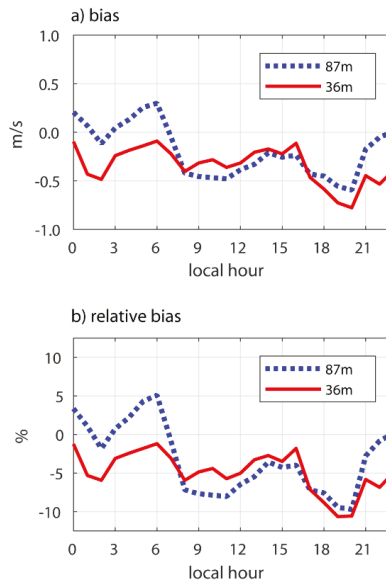 a) bias
1.0
0.5
0.0
-0.5
-1.0
m/s
87m
36m
0 3 6 9 12 15 18 21
local hour
b) relative bias
10
5
0
-5
-10
%
87m
36m
0 3 6 9 12 15 18 21
local hour